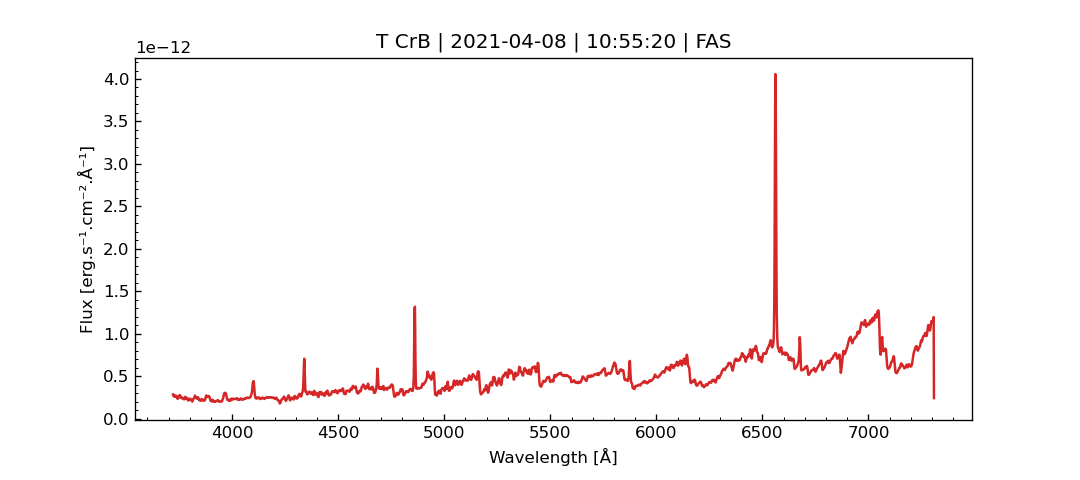 T CrB | 2021-04-08 | 10:55:20 | FAS
1e−12
4.0
3.5
3.0
2.5
2.0
1.5
1.0
0.5
0.0
Flux [erg.s⁻¹.cm⁻².Å⁻¹]
4000 4500 5000 5500 6000 6500 7000
Wavelength [Å]